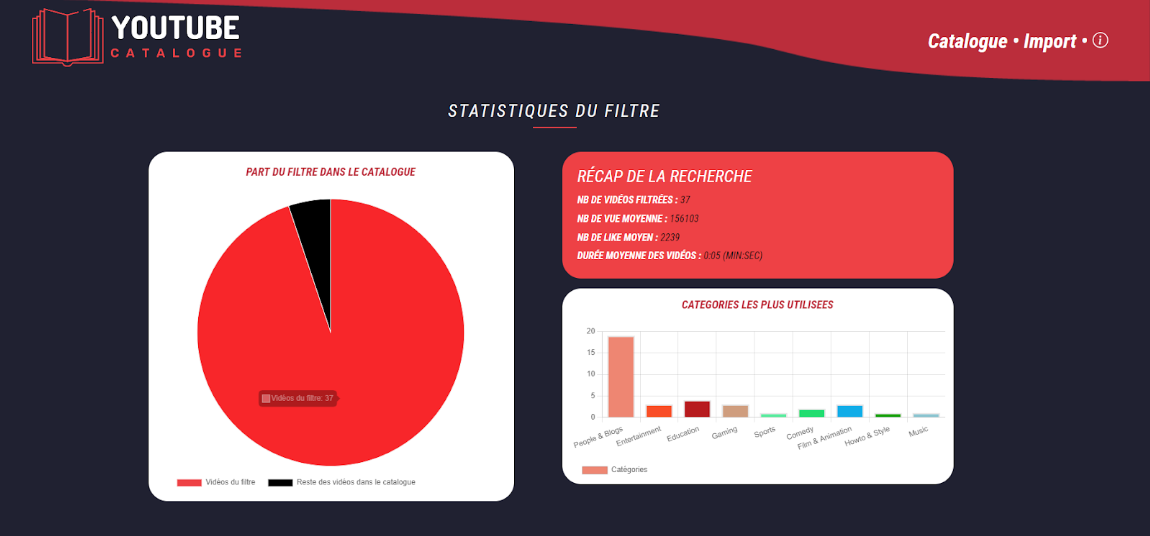 YOUTUBE
CATALOGUE
Catalogue • Import •
STATISTIQUES DU FILTRE
PART DU FILTRE DANS LE CATALOGUE
Vidéos du filtre: 37
Vidéos du filtre
Reste des vidéos dans le catalogue
RÉCAP DE LA RECHERCHE
NB DE VIDÉOS FILTRÉES : 37
NB DE VUE MOYENNE : 156103
NB DE LIKE MOYEN : 2239
DURÉE MOYENNE DES VIDÉOS : 0:05 (MIN:SEC)
CATEGORIES LES PLUS UTILISEES
20
15
10
5
0
People & Blogs
Entertainment
Education
Gaming
Sports
Comedy
Film & Animation
Howto & Style
Music
Catégories